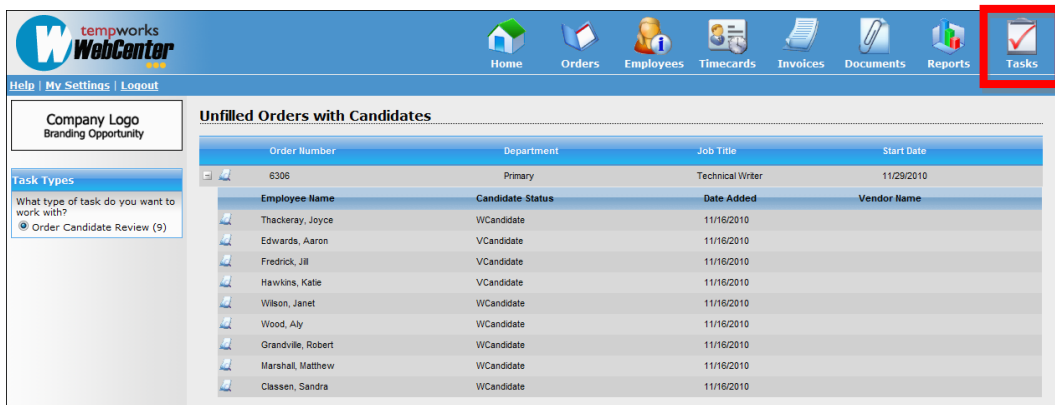 tempworks
WebCenter
Home Orders Employees Timecards Invoices Documents Reports Tasks
Help | My Settings | Logout
Company Logo
Branding Opportunity
Task Types
What type of task do you want to
work with?
Order Candidate Review (9)
Unfilled Orders with Candidates
Order Number Department Job Title Start Date
6306 Primary Technical Writer 11/29/2010
Employee Name Candidate Status Date Added Vendor Name
Thackeray, Joyce WCandidate 11/16/2010
Edwards, Aaron VCandidate 11/16/2010
Fredrick, Jill VCandidate 11/16/2010
Hawkins, Katie VCandidate 11/16/2010
Wilson, Janet WCandidate 11/16/2010
Wood, Aly WCandidate 11/16/2010
Grandville, Robert WCandidate 11/16/2010
Marshall, Matthew WCandidate 11/16/2010
Classen, Sandra WCandidate 11/16/2010